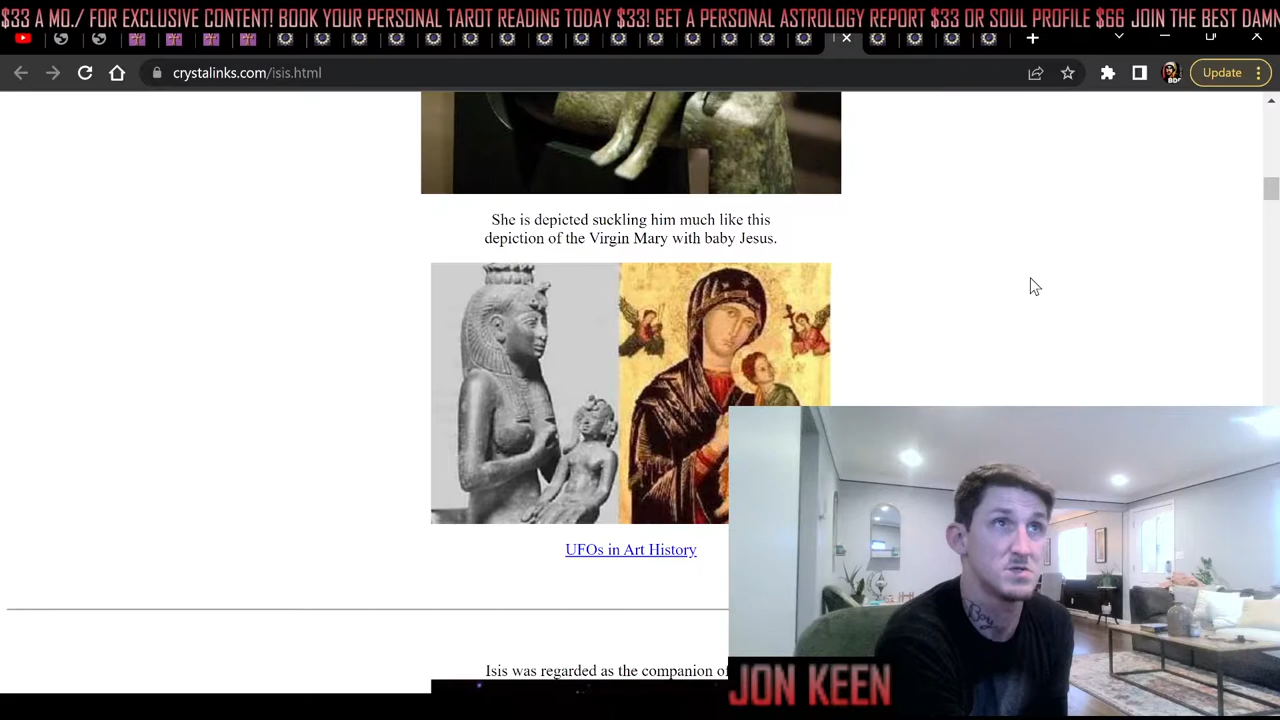 $33 A MO./ FOR EXCLUSIVE CONTENT! BOOK YOUR PERSONAL TAROT READING TODAY $33! GET A PERSONAL ASTROLOGY REPORT $33 OR SOUL PROFILE $66 JOIN THE BEST DAMN
crystalinks.com/isis.html
Update
She is depicted suckling him much like this
depiction of the Virgin Mary with baby Jesus.
UFOs in Art History
Isis was regarded as the companion of
Boy
JON KEEN